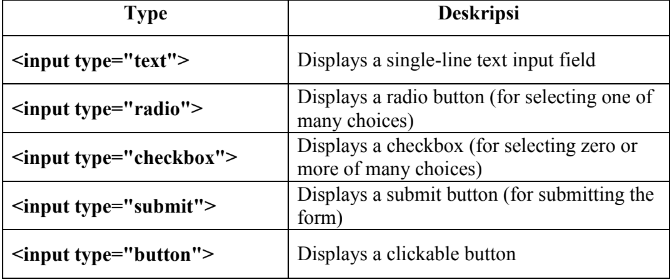 Type Deskripsi
<input type="text"> Displays a single-line text input field
<input type="radio"> Displays a radio button (for selecting one of
many choices)
<input type="checkbox"> Displays a checkbox (for selecting zero or
more of many choices)
<input type="submit"> Displays a submit button (for submitting the
form)
<input type="button"> Displays a clickable button